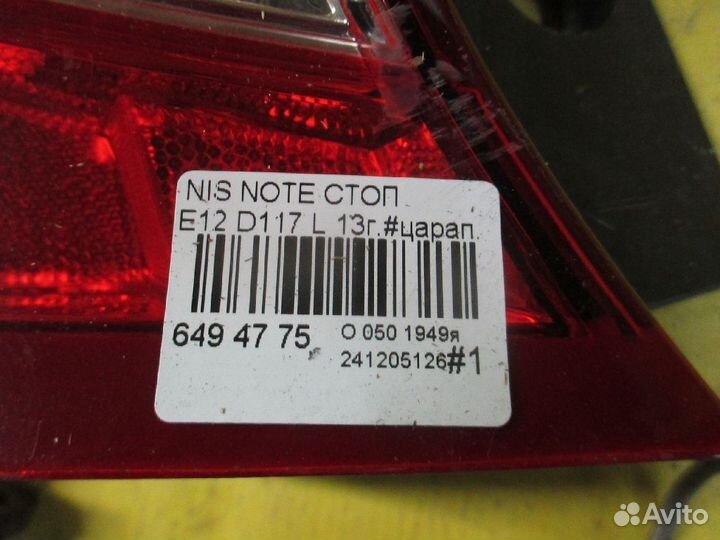 NIS NOTE СТОП
E12 D117 L 13г.#царап.
649 47 75
О 050 1949я
241205126#1
Avito